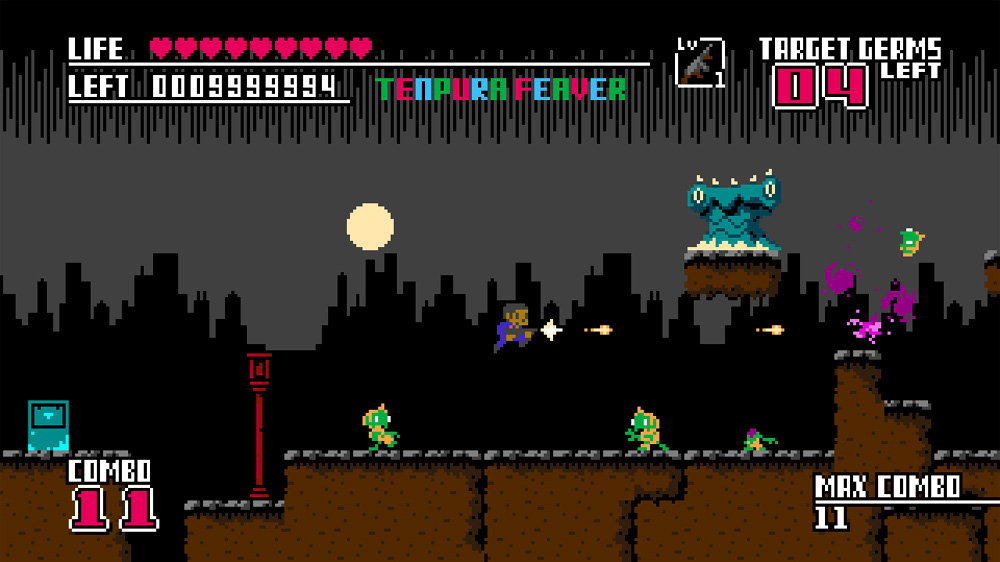 LIFE
LEFT 0009999994
TENPURA FEAVER
LV
1
TARGET GERMS
LEFT
04
COMBO
11
MAX COMBO
11